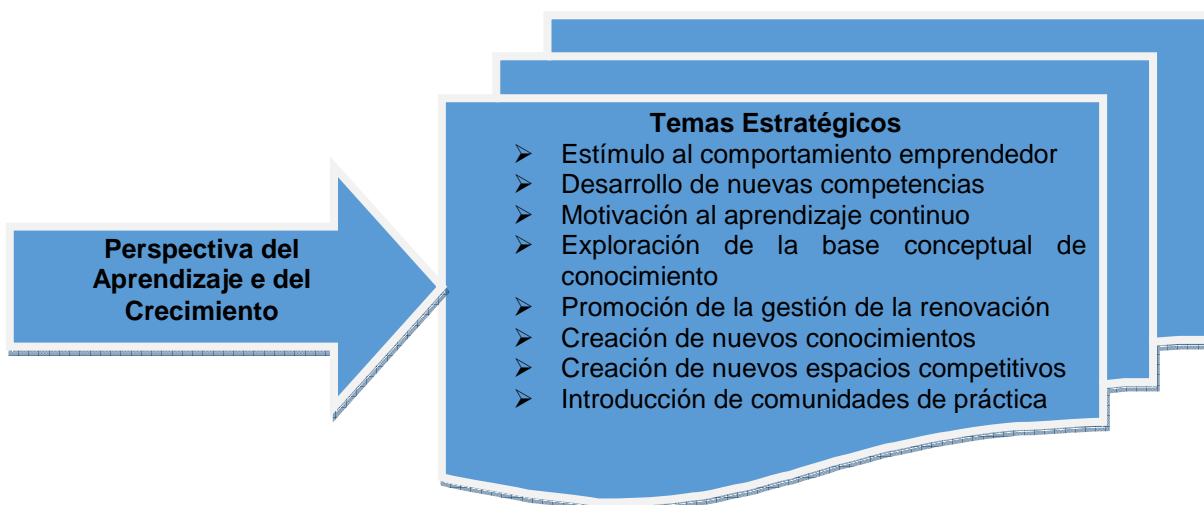 Perspectiva del
Aprendizaje e del
Crecimiento
Temas Estratégicos
➢ Estímulo al comportamiento emprendedor
➢ Desarrollo de nuevas competencias
➢ Motivación al aprendizaje continuo
➢ Exploración de la base conceptual de
conocimiento
➢ Promoción de la gestión de la renovación
➢ Creación de nuevos conocimientos
➢ Creación de nuevos espacios competitivos
➢ Introducción de comunidades de práctica